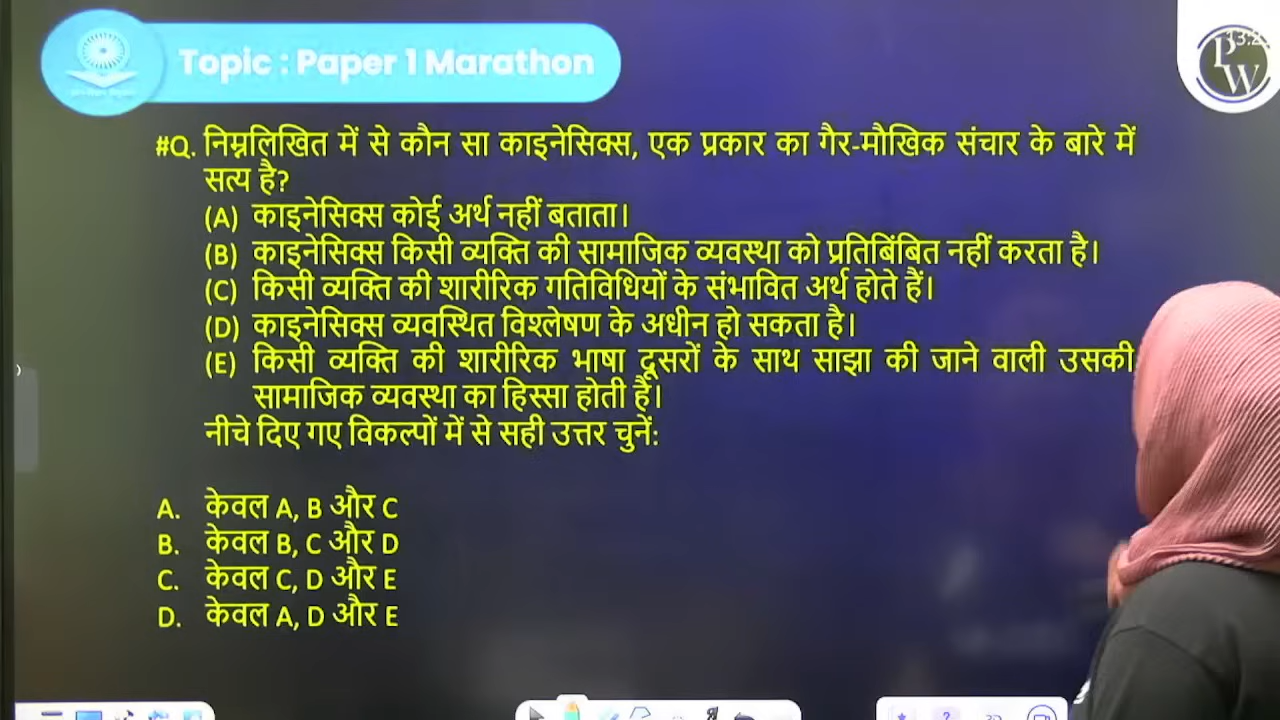 Topic : Paper 1 Marathon
PW
#Q. निम्नलिखित में से कौन सा काइनेसिक्स, एक प्रकार का गैर-मौखिक संचार के बारे में
सत्य है?
(A) काइनेसिक्स कोई अर्थ नहीं बताता।
(B) काइनेसिक्स किसी व्यक्ति की सामाजिक व्यवस्था को प्रतिबिंबित नहीं करता है।
(C) किसी व्यक्ति की शारीरिक गतिविधियों के संभावित अर्थ होते हैं।
(D) काइनेसिक्स व्यवस्थित विश्लेषण के अधीन हो सकता है।
(E) किसी व्यक्ति की शारीरिक भाषा दूसरों के साथ साझा की जाने वाली उसकी
सामाजिक व्यवस्था का हिस्सा होती है।
नीचे दिए गए विकल्पों में से सही उत्तर चुनें:
A. केवल A, B और C
B. केवल B, C और D
C. केवल C, D और E
D. केवल A, D और E